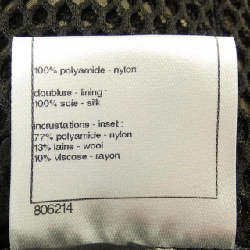 100% polyamide - nylon
doublure - lining :
100% soie - silk
incrustations - inset :
77% polyamide - nylon
13% laine - wool
10% viscose - rayon
806214